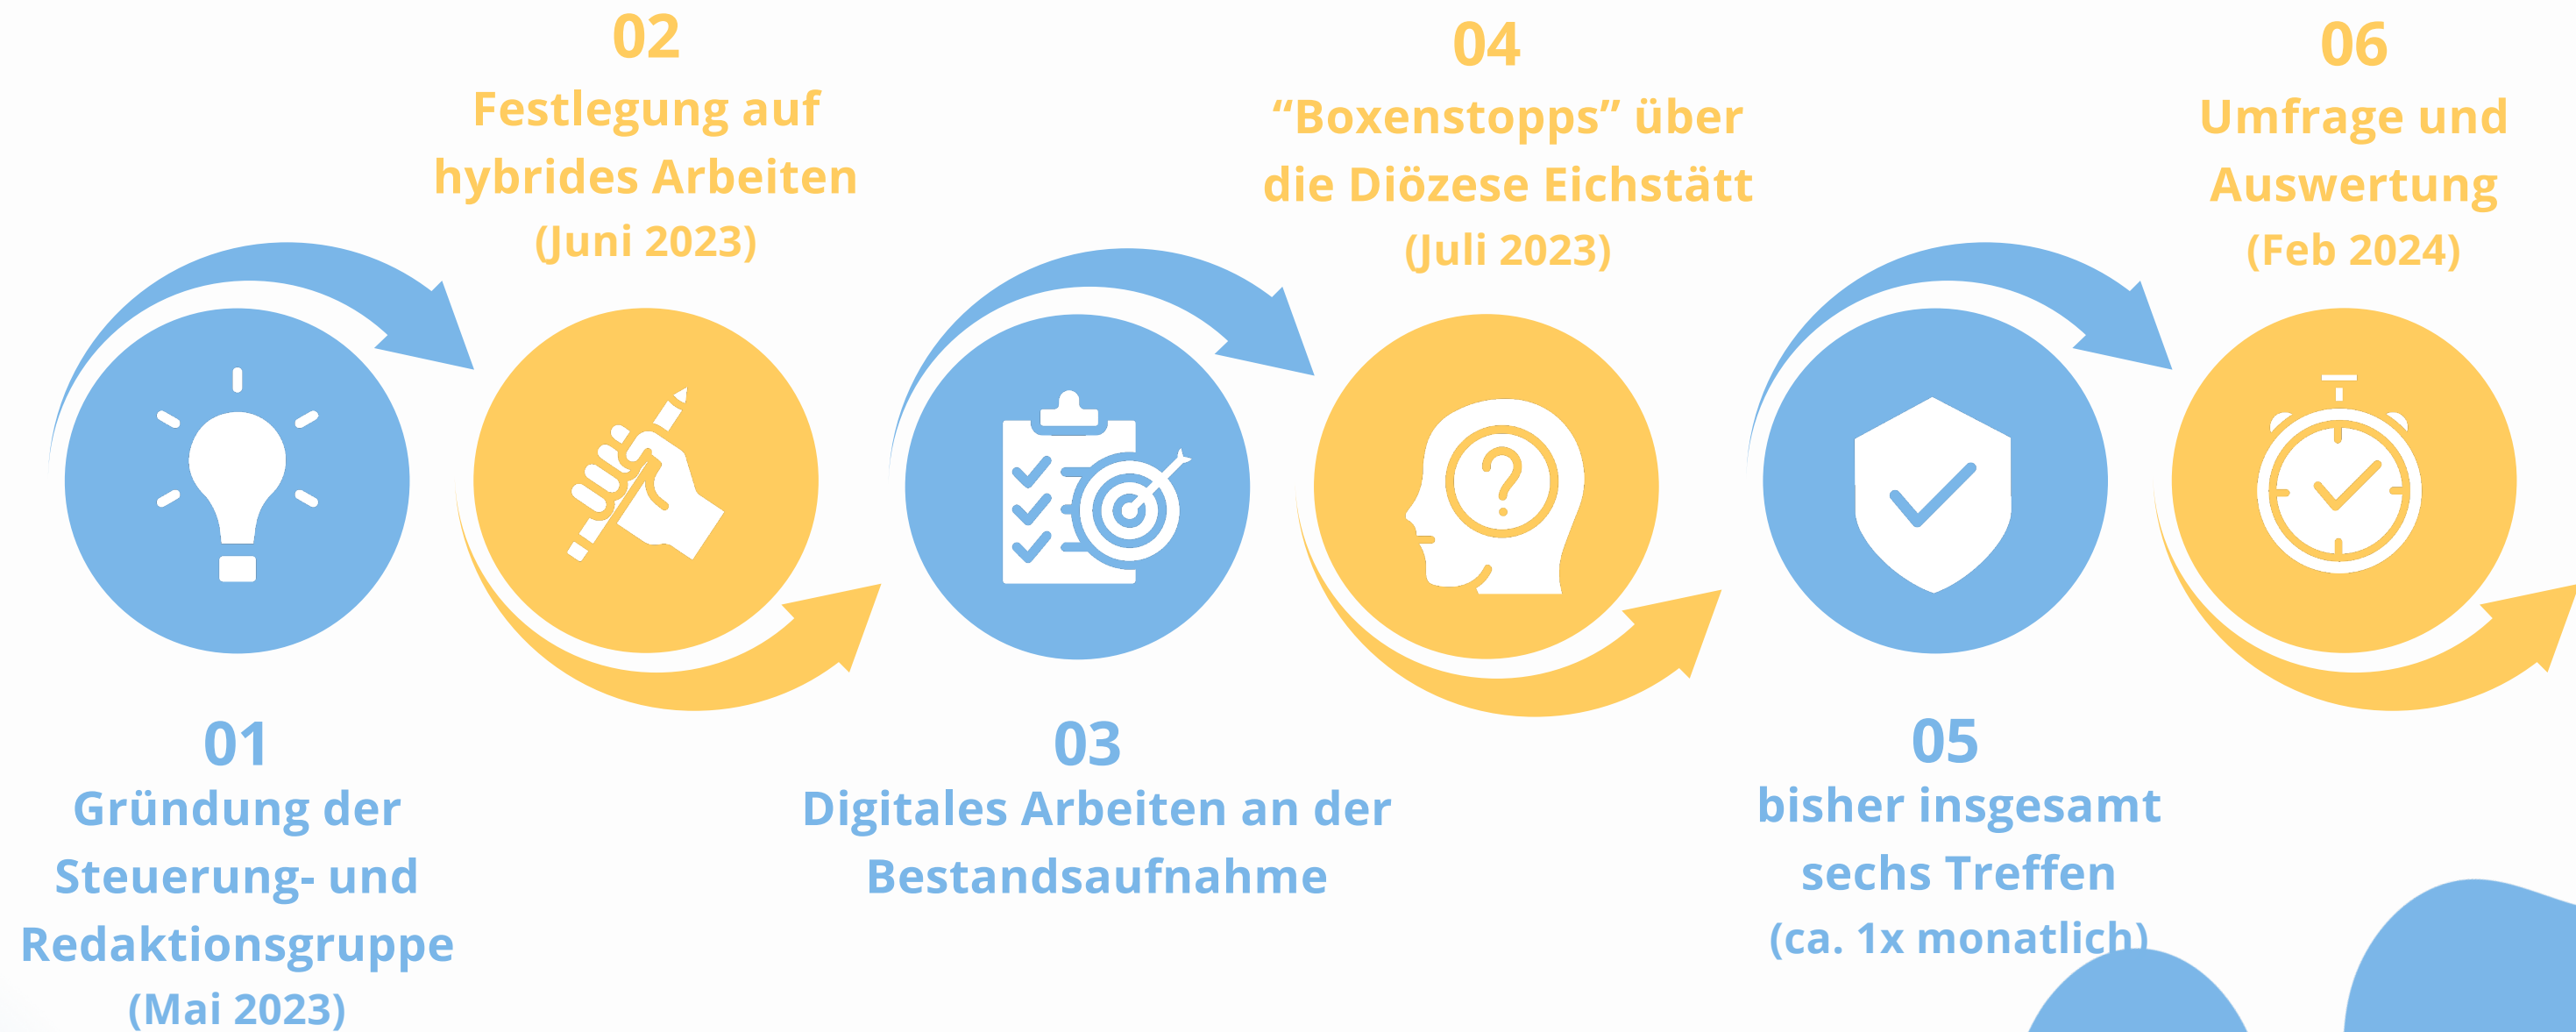 01
Gründung der
Steuerung- und
Redaktionsgruppe
(Mai 2023)
02
Festlegung auf
hybrides Arbeiten
(Juni 2023)
03
Digitales Arbeiten an der
Bestandsaufnahme
04
“Boxenstopps” über
die Diözese Eichstätt
(Juli 2023)
05
bisher insgesamt
sechs Treffen
(ca. 1x monatlich)
06
Umfrage und
Auswertung
(Feb 2024)